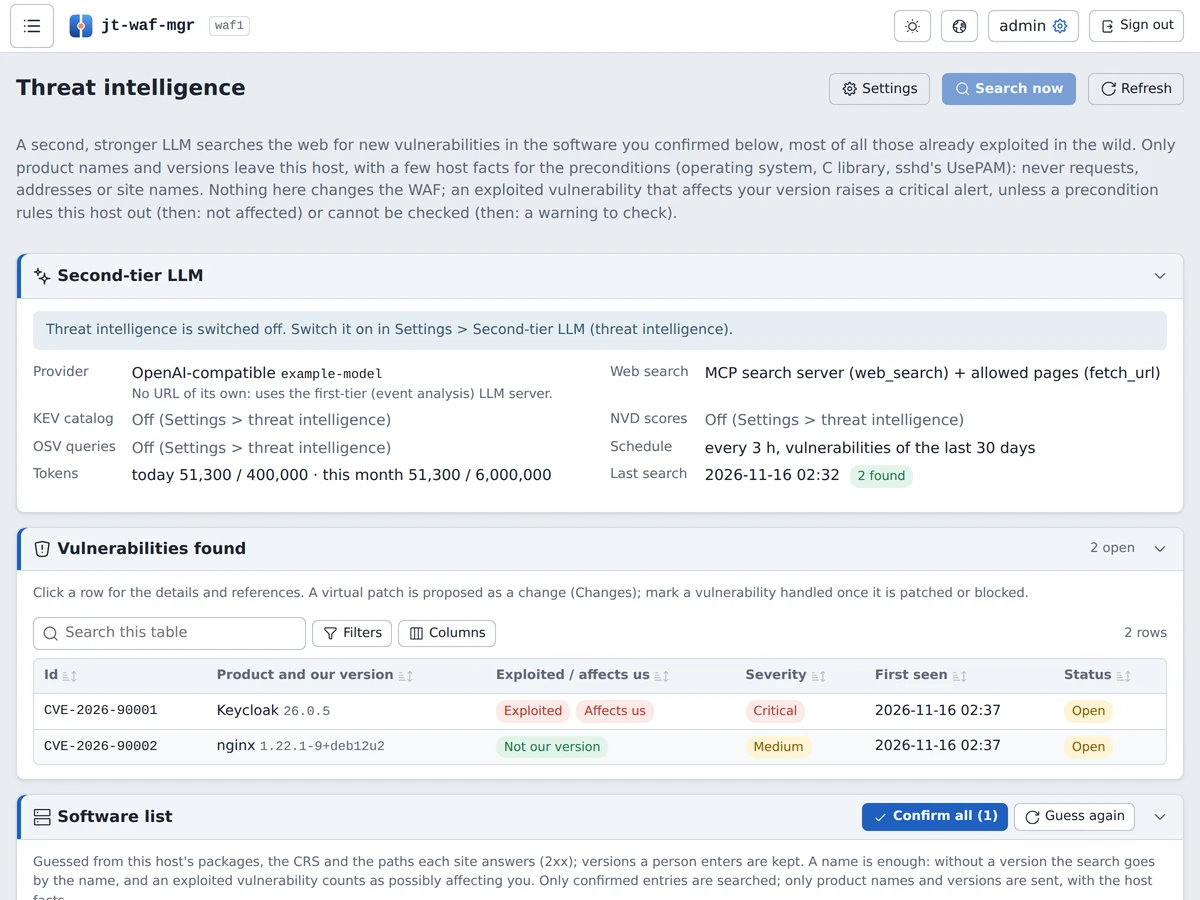 jt-waf-mgr waf1 admin Sign out
Threat intelligence Settings Search now Refresh
A second, stronger LLM searches the web for new vulnerabilities in the software you confirmed below, most of all those already exploited in the wild. Only
product names and versions leave this host, with a few host facts for the preconditions (operating system, C library, sshd's UsePAM): never requests,
addresses or site names. Nothing here changes the WAF; an exploited vulnerability that affects your version raises a critical alert, unless a precondition
rules this host out (then: not affected) or cannot be checked (then: a warning to check).
Second-tier LLM
Threat intelligence is switched off. Switch it on in Settings > Second-tier LLM (threat intelligence).
Provider OpenAI-compatible example-model Web search MCP search server (web_search) + allowed pages (fetch_url)
No URL of its own: uses the first-tier (event analysis) LLM server.
KEV catalog Off (Settings > threat intelligence) NVD scores Off (Settings > threat intelligence)
OSV queries Off (Settings > threat intelligence) Schedule every 3 h, vulnerabilities of the last 30 days
Tokens today 51,300 / 400,000 · this month 51,300 / 6,000,000 Last search 2026-11-16 02:32 2 found
Vulnerabilities found 2 open
Click a row for the details and references. A virtual patch is proposed as a change (Changes); mark a vulnerability handled once it is patched or blocked.
Search this table Filters Columns 2 rows
Id Product and our version Exploited / affects us Severity First seen Status
CVE-2026-90001 Keycloak 26.0.5 Exploited Affects us Critical 2026-11-16 02:37 Open
CVE-2026-90002 nginx 1.22.1-9+deb12u2 Not our version Medium 2026-11-16 02:37 Open
Software list Confirm all (1) Guess again
Guessed from this host's packages, the CRS and the paths each site answers (2xx); versions a person enters are kept. A name is enough: without a version the search goes
by the name, and an exploited vulnerability counts as possibly affecting you. Only confirmed entries are searched; only product names and versions are sent, with the host
facts.